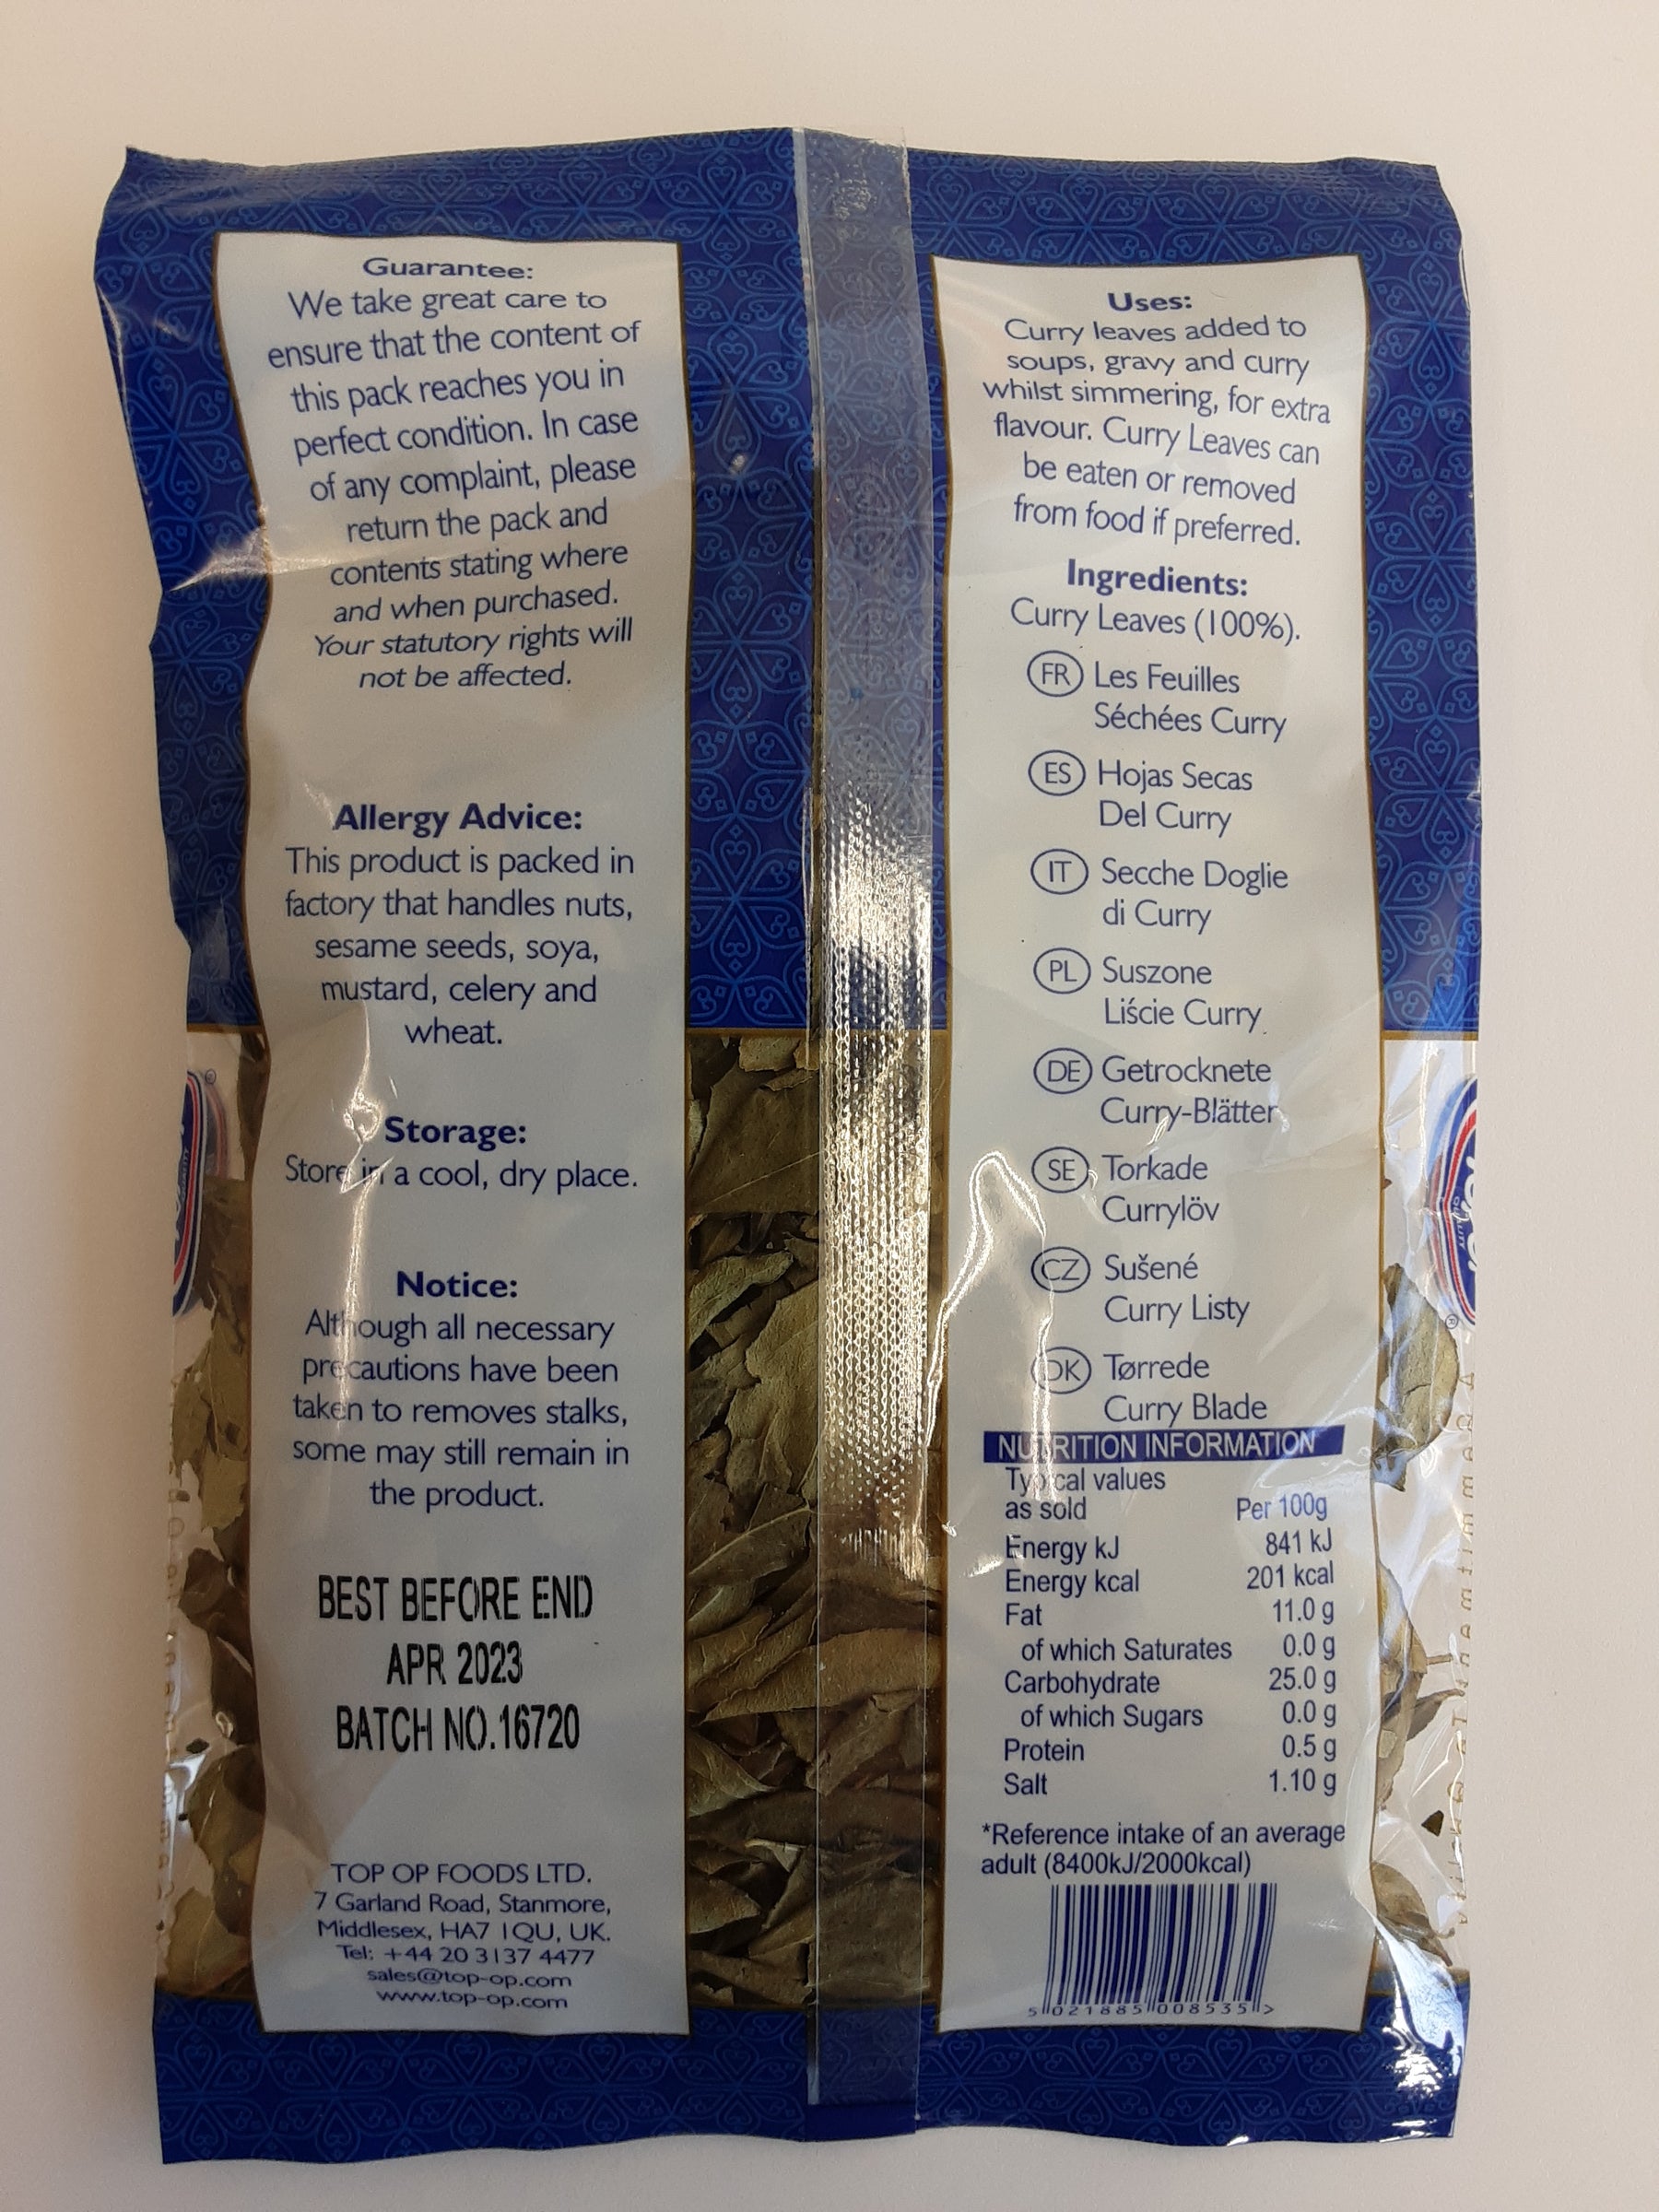 Guarantee:
We take great care to
ensure that the content of
this pack reaches you in
perfect condition. In case
of any complaint, please
return the pack and
contents stating where
and when purchased.
Your statutory rights will
not be affected.
Allergy Advice:
This product is packed in
factory that handles nuts,
sesame seeds, soya,
mustard, celery and
wheat.
Storage:
Store in a cool, dry place.
Notice:
Although all necessary
precautions have been
taken to removes stalks,
some may still remain in
the product.
BEST BEFORE END
APR 2023
BATCH NO.16720
TOP OP FOODS LTD.
7 Garland Road, Stanmore,
Middlesex, HA7 1QU, UK.
Tel: +44 20 3137 4477
sales@top-op.com
www.top-op.com
Uses:
Curry leaves added to
soups, gravy and curry
whilst simmering, for extra
flavour. Curry Leaves can
be eaten or removed
from food if preferred.
Ingredients:
Curry Leaves (100%).
FR Les Feuilles
Séchées Curry
ES Hojas Secas
Del Curry
IT Secche Doglie
di Curry
PL Suszone
Liście Curry
DE Getrocknete
Curry-Blätter
SE Torkade
Currylöv
CZ Sušené
Curry Listy
DK Tørrede
Curry Blade
NUTRITION INFORMATION
Typical values
as sold Per 100g
Energy kJ 841 kJ
Energy kcal 201 kcal
Fat 11.0 g
of which Saturates 0.0 g
Carbohydrate 25.0 g
of which Sugars 0.0 g
Protein 0.5 g
Salt 1.10 g
*Reference intake of an average
adult (8400kJ/2000kcal)
5 021885 008535 >